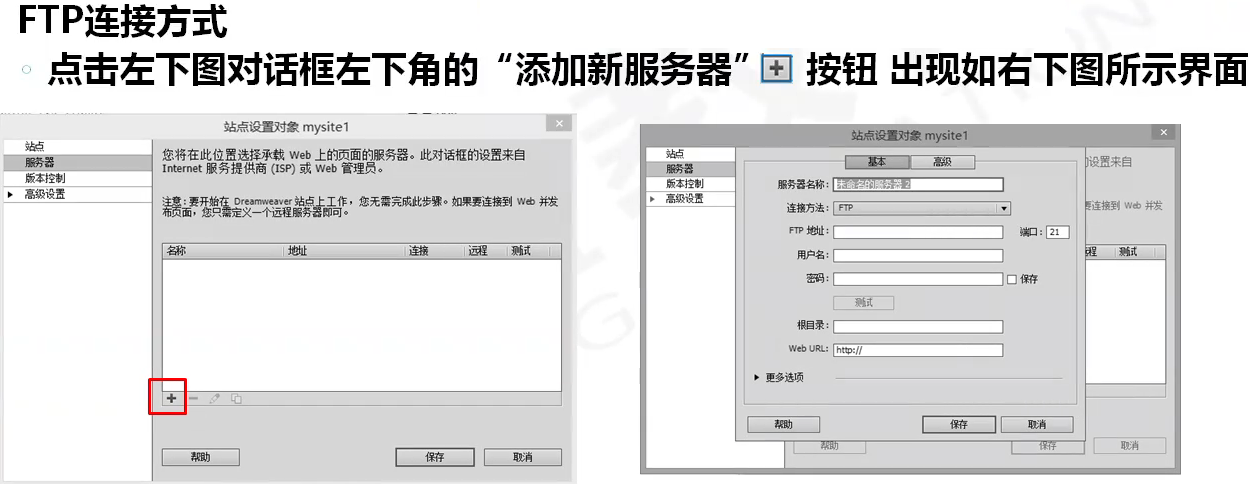 FTP连接方式
点击左下图对话框左下角的“添加新服务器” 按钮 出现如右下图所示界面
站点设置对象 mysite1
站点
服务器
版本控制
高级设置
您将在此位置选择承载 Web 上的页面的服务器。此对话框的设置来自
Internet 服务提供商 (ISP) 或 Web 管理员。
注意:要开始在 Dreamweaver 站点上工作，您无需完成此步骤。如果要连接到 Web 并发
布页面，您只需定义一个远程服务器即可。
名称 地址 连接 远程 测试
帮助 保存 取消
站点设置对象 mysite1
站点
服务器
版本控制
高级设置
基本 高级
服务器名称: 未命名的服务器 2
连接方法: FTP
FTP 地址: 端口: 21
用户名:
密码: 保存
测试
根目录:
Web URL: http://
更多选项
帮助 保存 取消
的设置来自
要连接到 Web 并发
远程 测试
帮助 保存 取消